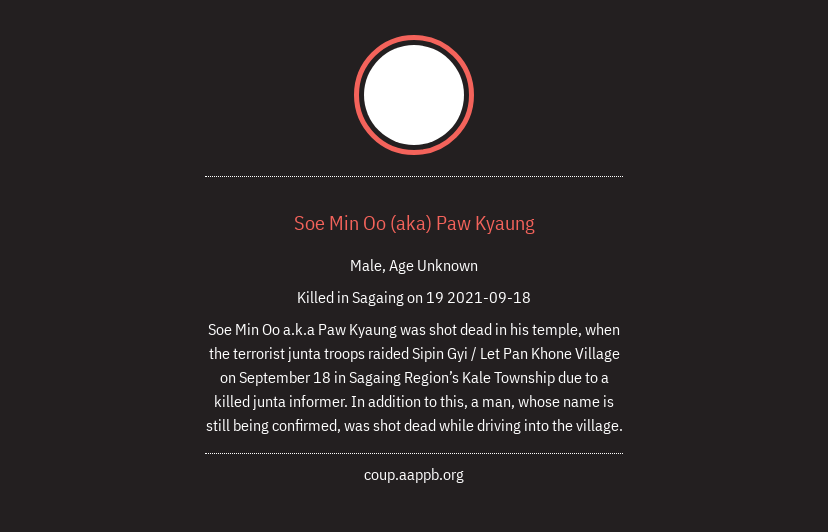 Soe Min Oo (aka) Paw Kyaung
Male, Age Unknown
Killed in Sagaing on 19 2021-09-18
Soe Min Oo a.k.a Paw Kyaung was shot dead in his temple, when
the terrorist junta troops raided Sipin Gyi / Let Pan Khone Village
on September 18 in Sagaing Region’s Kale Township due to a
killed junta informer. In addition to this, a man, whose name is
still being confirmed, was shot dead while driving into the village.
coup.aappb.org